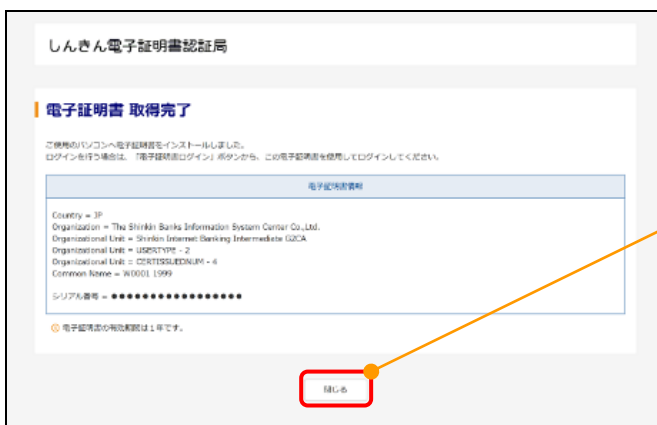 しんきん電子証明書認証局
電子証明書 取得完了
ご使用のパソコンへ電子証明書をインストールしました。
ログインを行う場合は、「電子証明書ログイン」ボタンから、この電子証明書を使用してログインしてください。
電子証明書情報
Country = JP
Organization = The Shinkin Banks Information System Center Co.,Ltd.
Organizational Unit = Shinkin Internet Banking Intermediate G2CA
Organizational Unit = USERTYPE - 2
Organizational Unit = CERTISSUEDNUM - 4
Common Name = W0001 1999
シリアル番号 = ●●●●●●●●●●●●●●●●●
電子証明書の有効期間は1年です。
閉じる